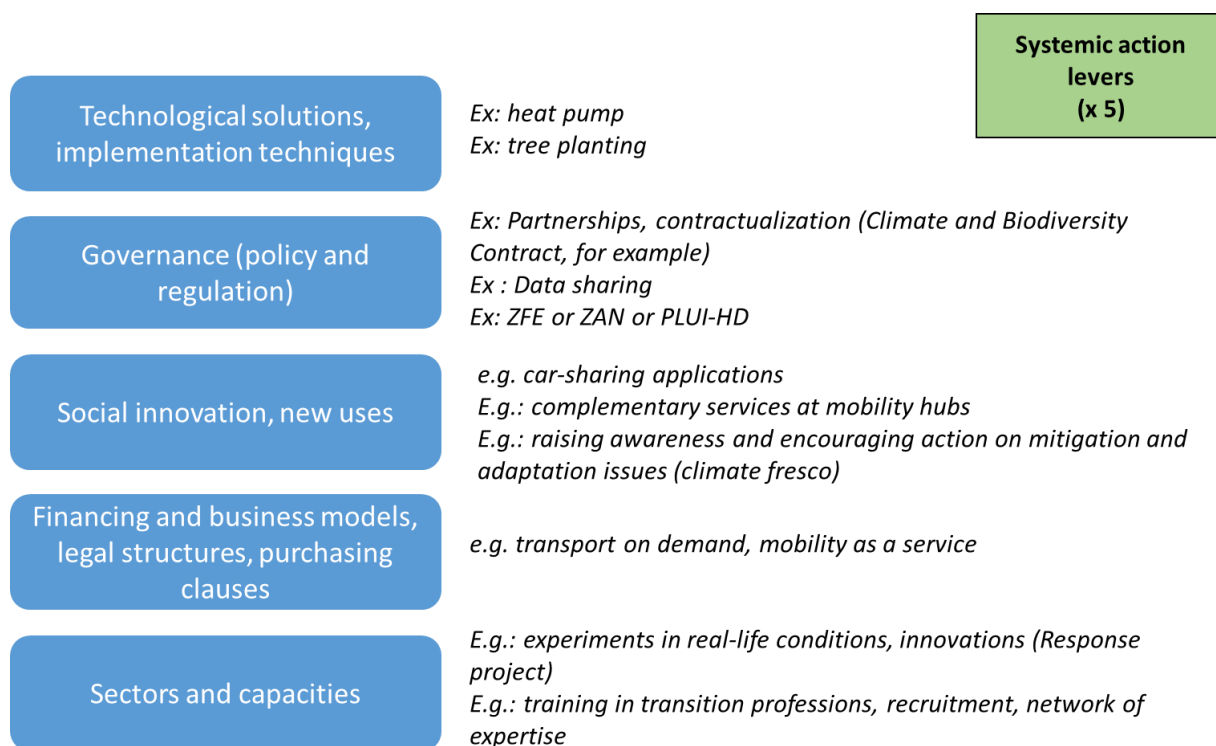 Systemic action
levers
(x 5)
Technological solutions,
implementation techniques
Ex: heat pump
Ex: tree planting
Governance (policy and
regulation)
Ex: Partnerships, contractualization (Climate and Biodiversity
Contract, for example)
Ex : Data sharing
Ex: ZFE or ZAN or PLUI-HD
Social innovation, new uses
e.g. car-sharing applications
E.g.: complementary services at mobility hubs
E.g.: raising awareness and encouraging action on mitigation and
adaptation issues (climate fresco)
Financing and business models,
legal structures, purchasing
clauses
e.g. transport on demand, mobility as a service
Sectors and capacities
E.g.: experiments in real-life conditions, innovations (Response
project)
E.g.: training in transition professions, recruitment, network of
expertise